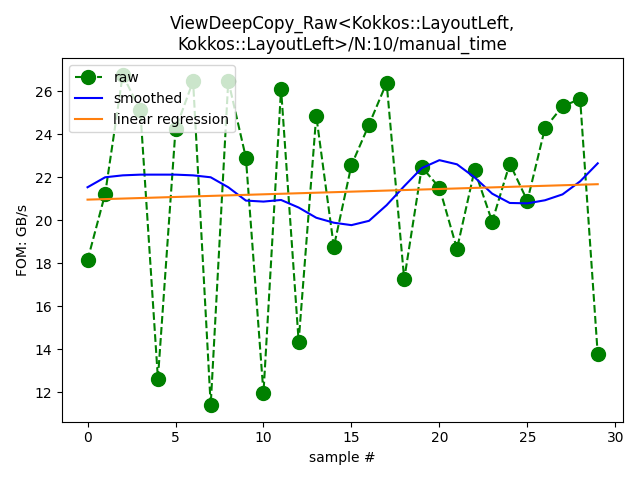 ViewDeepCopy_Raw<Kokkos::LayoutLeft,
Kokkos::LayoutLeft>/N:10/manual_time
raw
smoothed
linear regression
FOM: GB/s
26
24
22
20
18
16
14
12
0
5
10
15
20
25
30
sample #